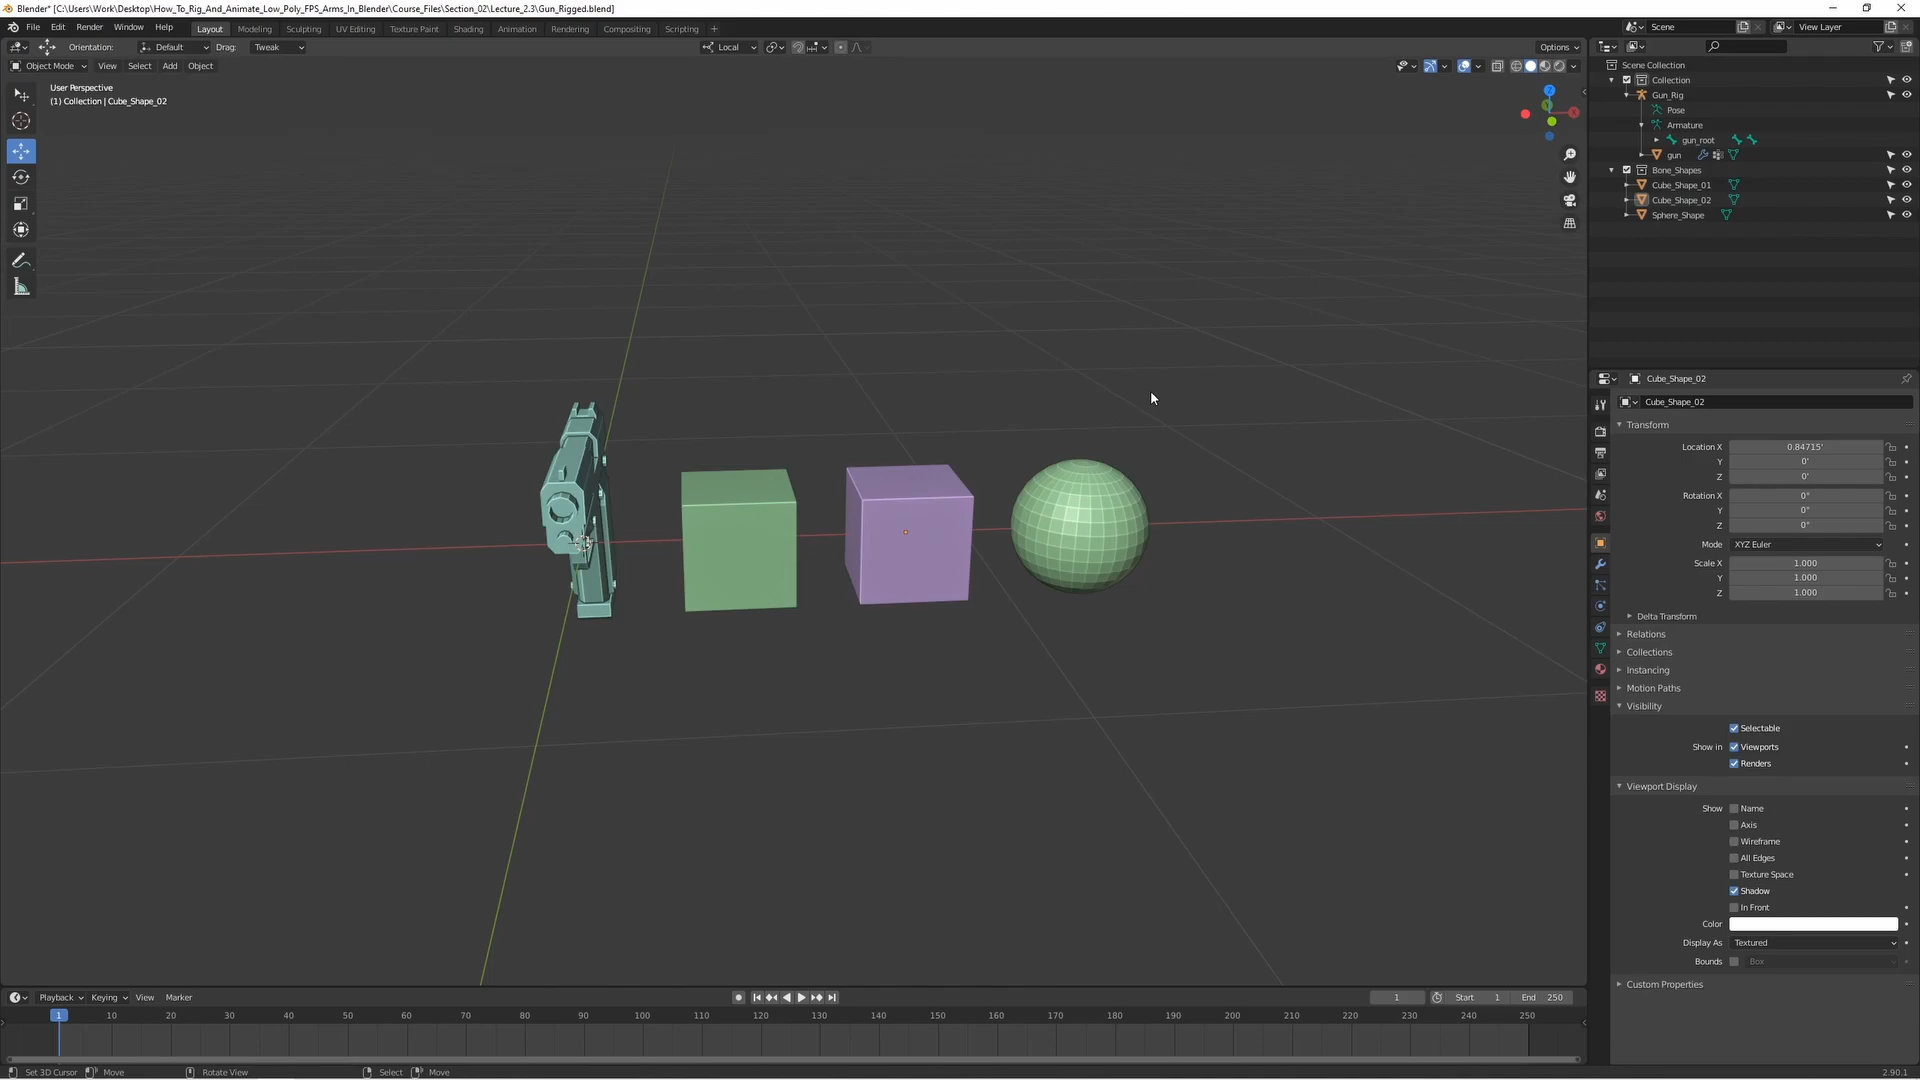 Blender* [C:\Users\Work\Desktop\How_To_Rig_And_Animate_Low_Poly_FPS_Arms_In_Blender\Course_Files\Section_02\Lecture_2.3\Gun_Rigged.blend]
File Edit Render Window Help Layout Modeling Sculpting UV Editing Texture Paint Shading Animation Rendering Compositing Scripting + Scene View Layer
Orientation: Default Drag: Tweak Local Options
Object Mode View Select Add Object
User Perspective
(1) Collection | Cube_Shape_02
Z
X
Scene Collection
Collection
Gun_Rig
Pose
Armature
gun_root
gun
Bone_Shapes
Cube_Shape_01
Cube_Shape_02
Sphere_Shape
Cube_Shape_02
Cube_Shape_02
Transform
Location X 0.84715'
Y 0'
Z 0'
Rotation X 0°
Y 0°
Z 0°
Mode XYZ Euler
Scale X 1.000
Y 1.000
Z 1.000
Delta Transform
Relations
Collections
Instancing
Motion Paths
Visibility
Selectable
Show in Viewports
Renders
Viewport Display
Show Name
Axis
Wireframe
All Edges
Texture Space
Shadow
In Front
Color
Display As Textured
Bounds Box
Custom Properties
Playback Keying View Marker 1 Start 1 End 250
1 10 20 30 40 50 60 70 80 90 100 110 120 130 140 150 160 170 180 190 200 210 220 230 240 250
Set 3D Cursor Move Rotate View Select Move 2.90.1